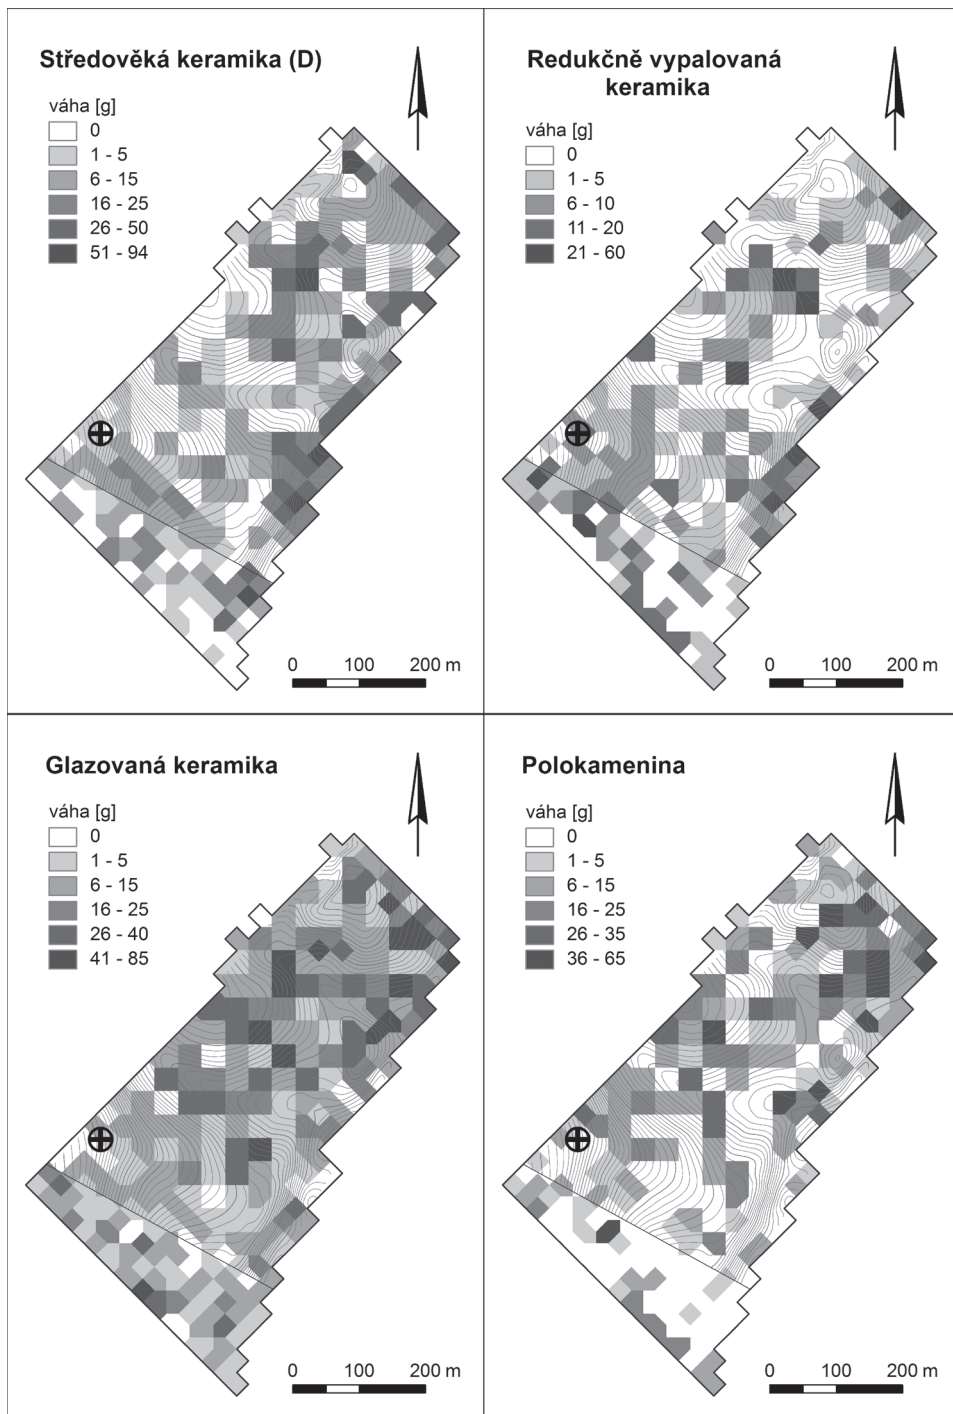 Středověká keramika (D)
váha [g]
0
1 - 5
6 - 15
16 - 25
26 - 50
51 - 94
0 100 200 m
Redukčně vypalovaná
keramika
váha [g]
0
1 - 5
6 - 10
11 - 20
21 - 60
0 100 200 m
Glazovaná keramika
váha [g]
0
1 - 5
6 - 15
16 - 25
26 - 40
41 - 85
0 100 200 m
Polokamenina
váha [g]
0
1 - 5
6 - 15
16 - 25
26 - 35
36 - 65
0 100 200 m